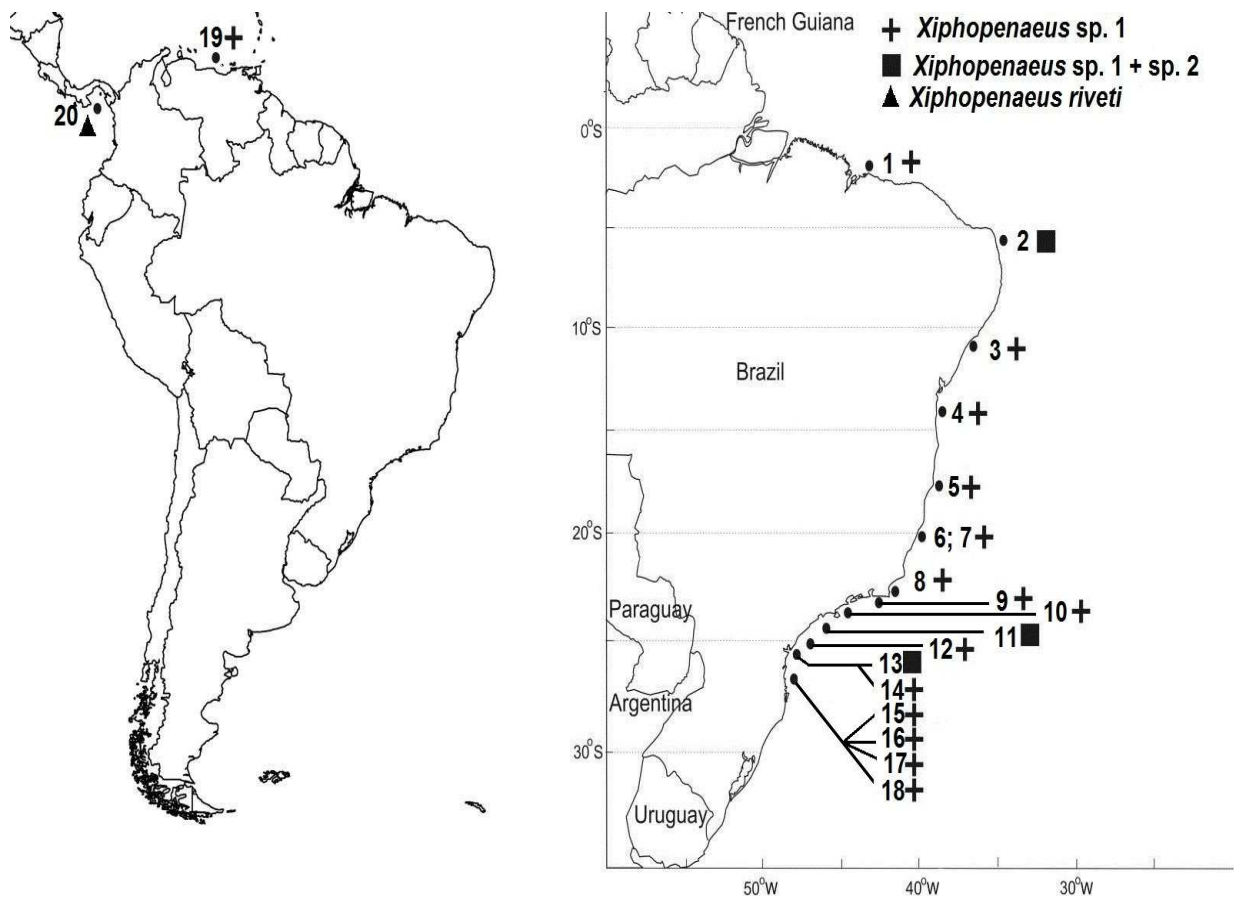 19+
20
French Guiana
+ Xiphopenaeus sp. 1
■ Xiphopenaeus sp. 1 + sp. 2
▲ Xiphopenaeus riveti
0°S
1 +
2 ■
10°S
3 +
Brazil
4 +
5 +
20°S
6; 7 +
8 +
9 +
10 +
Paraguay
11 ■
12 +
13 ■
14 +
Argentina
15 +
16 +
30°S
17 +
18 +
Uruguay
50°W
40°W
30°W